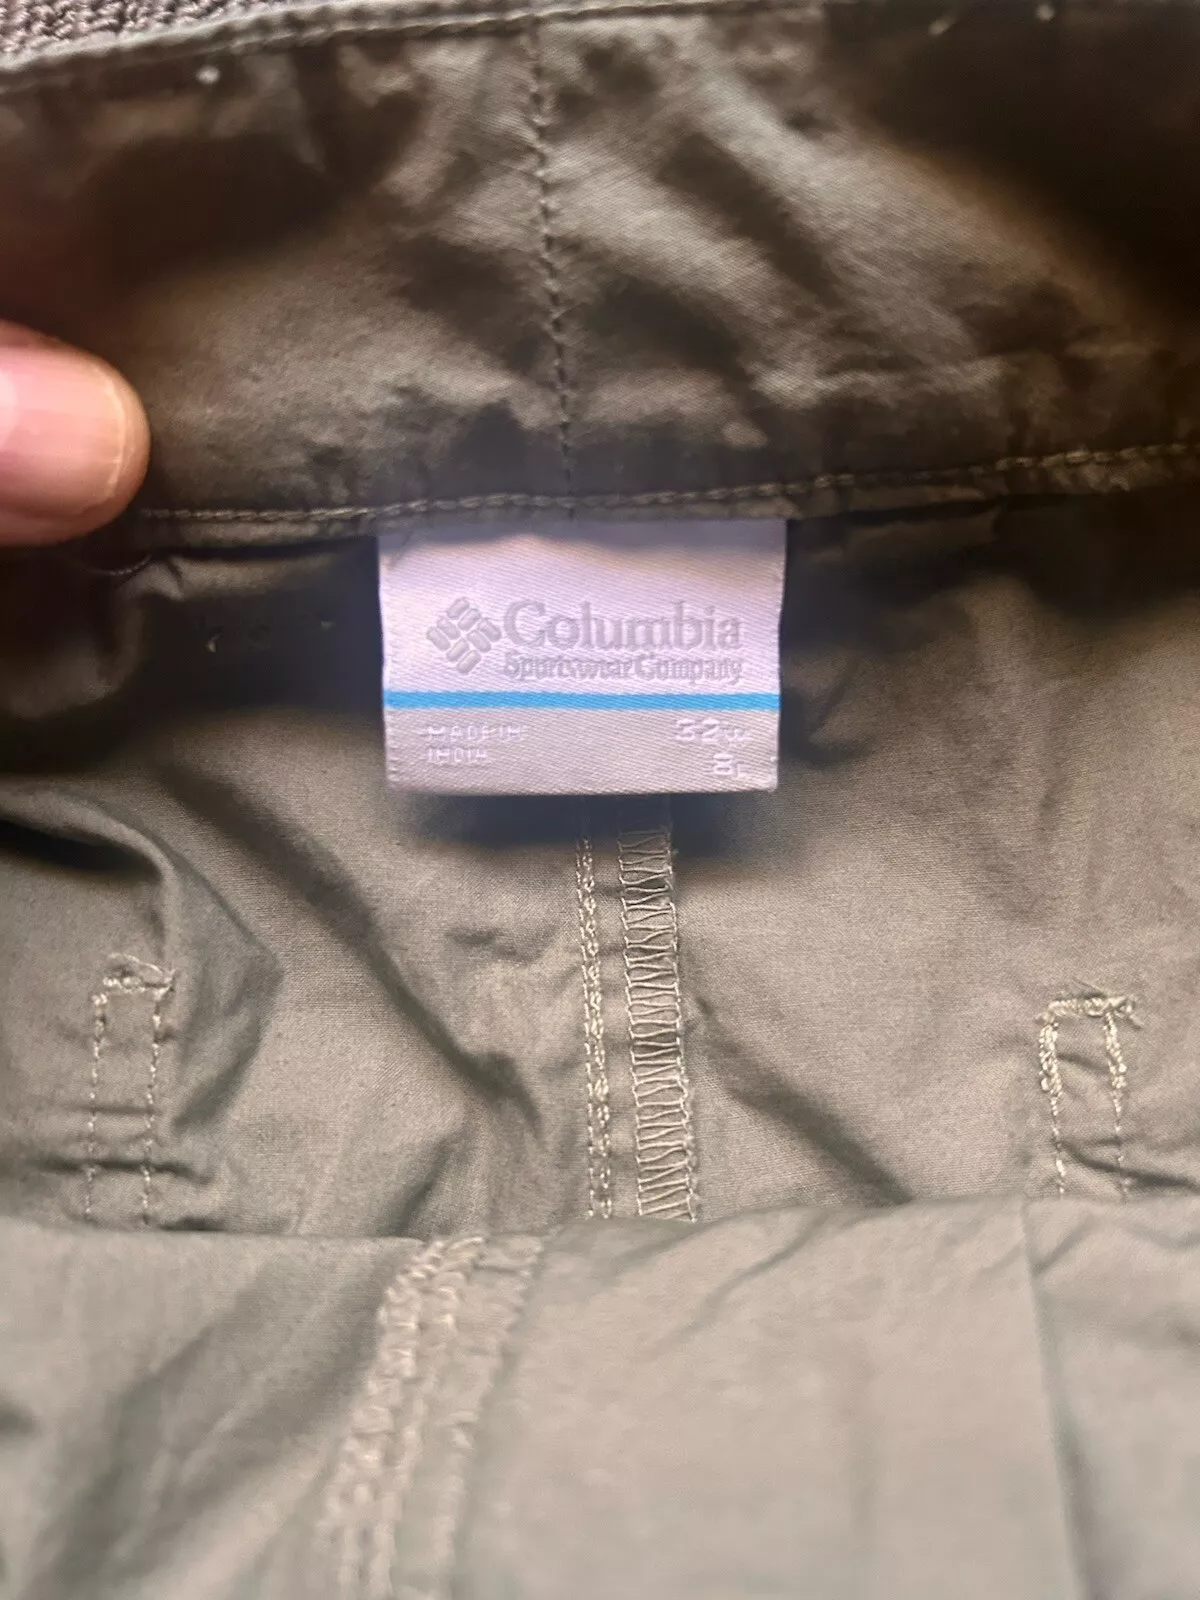 Columbia
Sportswear Company
MADE IN 32W
INDIA 8L